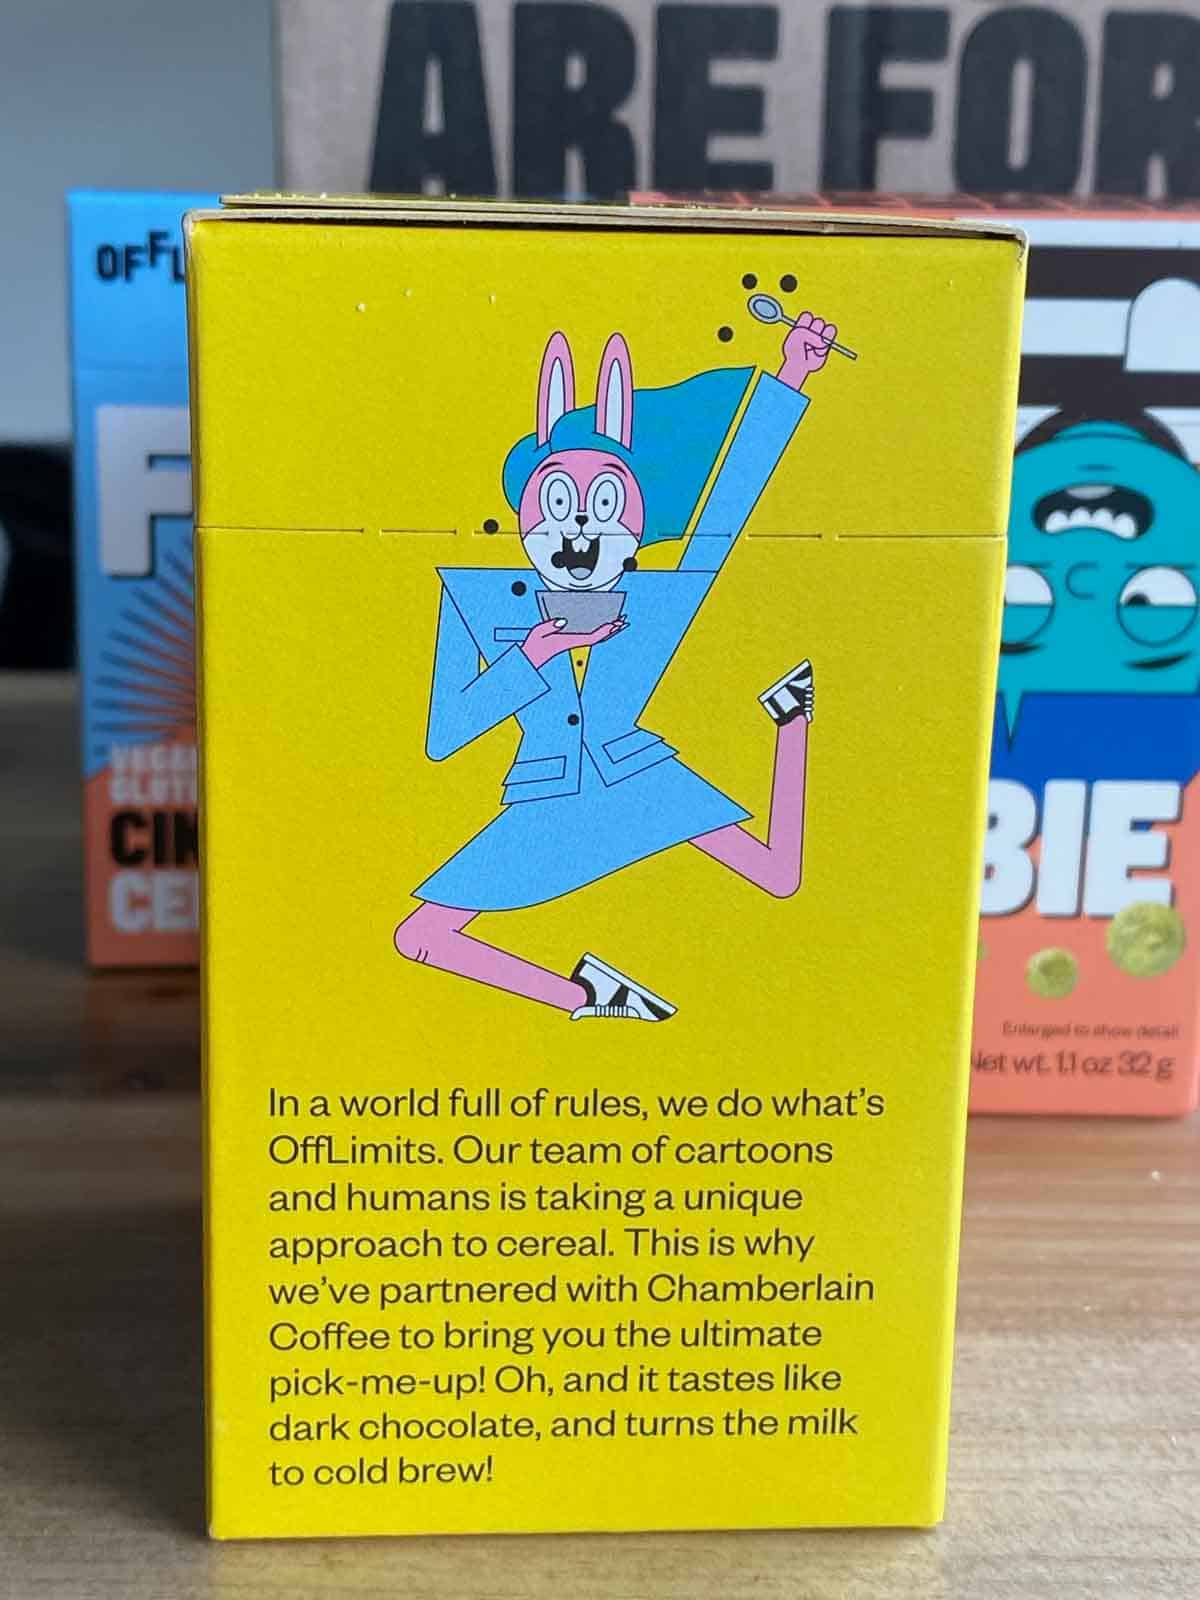 ARE FOR
OFFL
F
CIN
CE
BIE
Enlarged to show detail
Net wt. 1.1 oz 32 g
In a world full of rules, we do what's
OffLimits. Our team of cartoons
and humans is taking a unique
approach to cereal. This is why
we've partnered with Chamberlain
Coffee to bring you the ultimate
pick-me-up! Oh, and it tastes like
dark chocolate, and turns the milk
to cold brew!